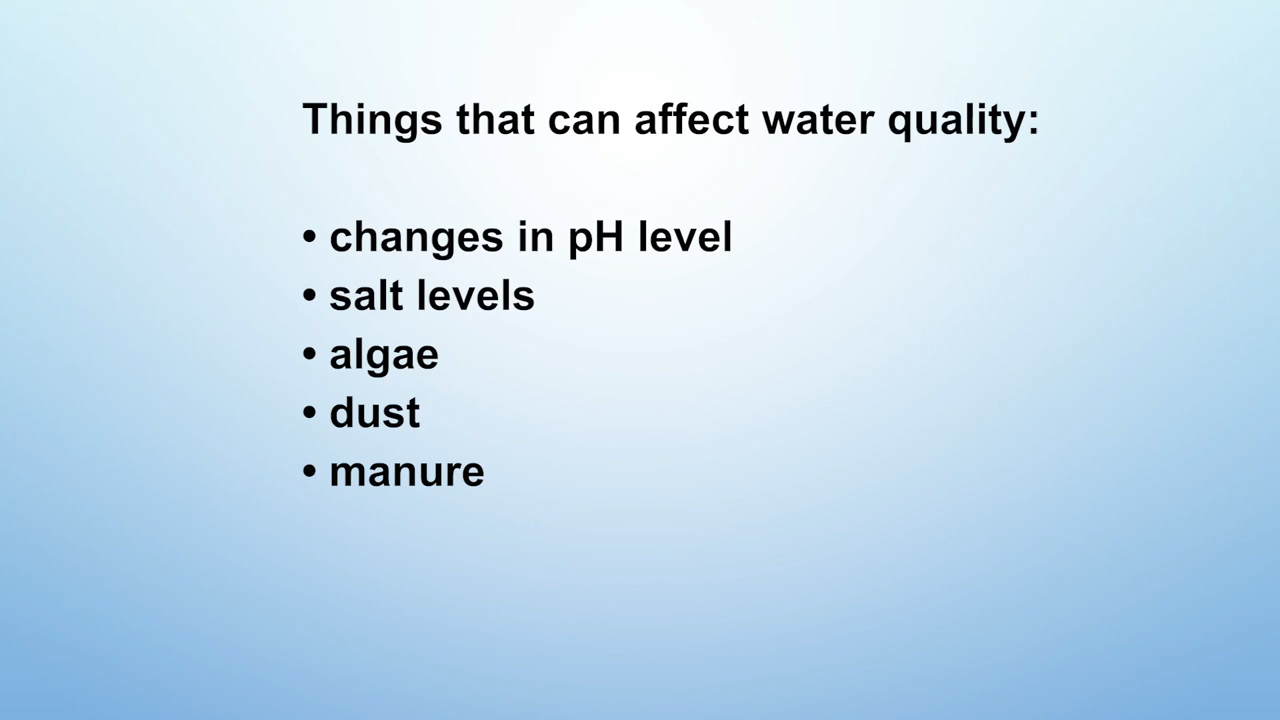 Things that can affect water quality:
• changes in pH level
• salt levels
• algae
• dust
• manure